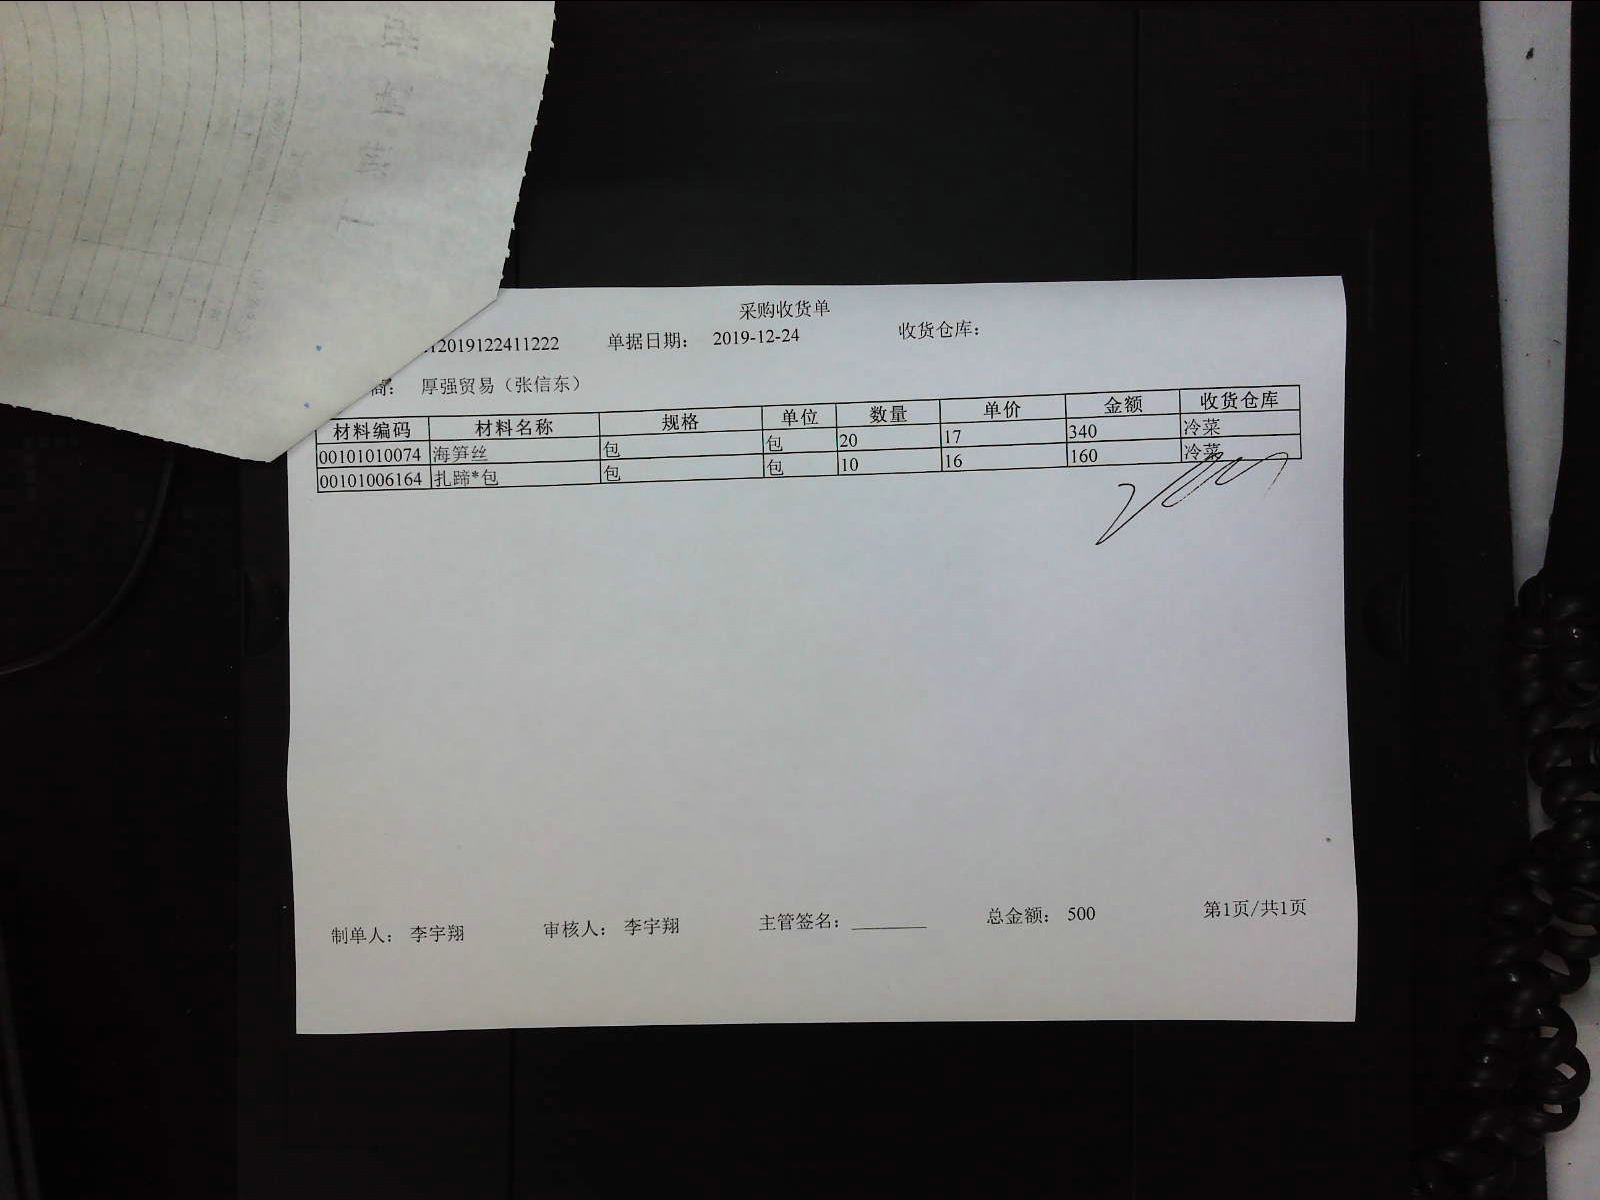 采购收货单
12019122411222 单据日期： 2019-12-24 收货仓库：
商： 厚强贸易（张信东）
材料编码 材料名称 规格 单位 数量 单价 金额 收货仓库
00101010074 海笋丝 包 包 20 17 340 冷菜
00101006164 扎蹄*包 包 包 10 16 160 冷菜
制单人： 李宇翔 审核人： 李宇翔 主管签名： 总金额： 500 第1页/共1页